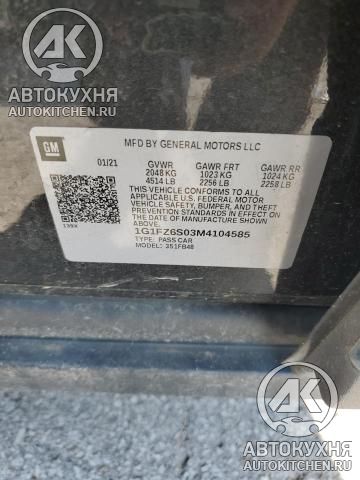 АК
АВТОКУХНЯ
AUTOKITCHEN.RU
GM
MFD BY GENERAL MOTORS LLC
01/21 GVWR GAWR FRT GAWR RR
2048 KG 1023 KG 1024 KG
4514 LB 2256 LB 2258 LB
THIS VEHICLE CONFORMS TO ALL
APPLICABLE U.S. FEDERAL MOTOR
VEHICLE SAFETY, BUMPER, AND THEFT
PREVENTION STANDARDS IN EFFECT ON
THE DATE OF MANUFACTURE SHOWN ABOVE.
1G1FZ6S03M4104585
139X TYPE: PASS CAR
MODEL: 351FB48
АК
АВТОКУХНЯ
AUTOKITCHEN.RU